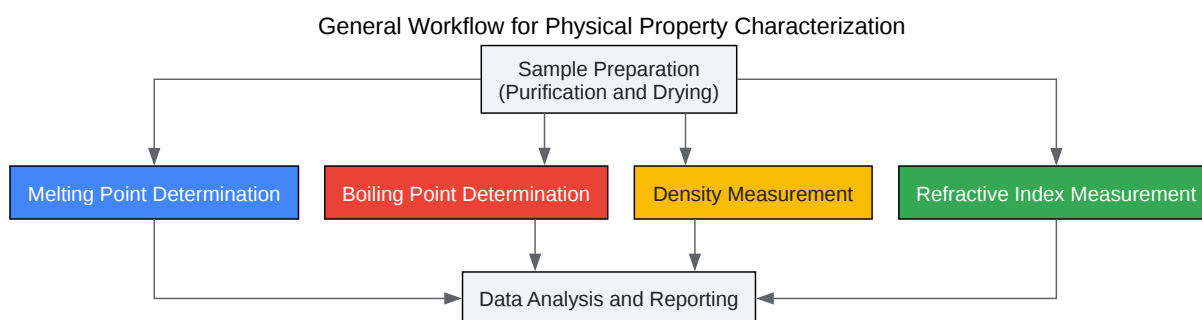 General Workflow for Physical Property Characterization
Sample Preparation
(Purification and Drying)
Melting Point Determination
Boiling Point Determination
Density Measurement
Refractive Index Measurement
Data Analysis and Reporting